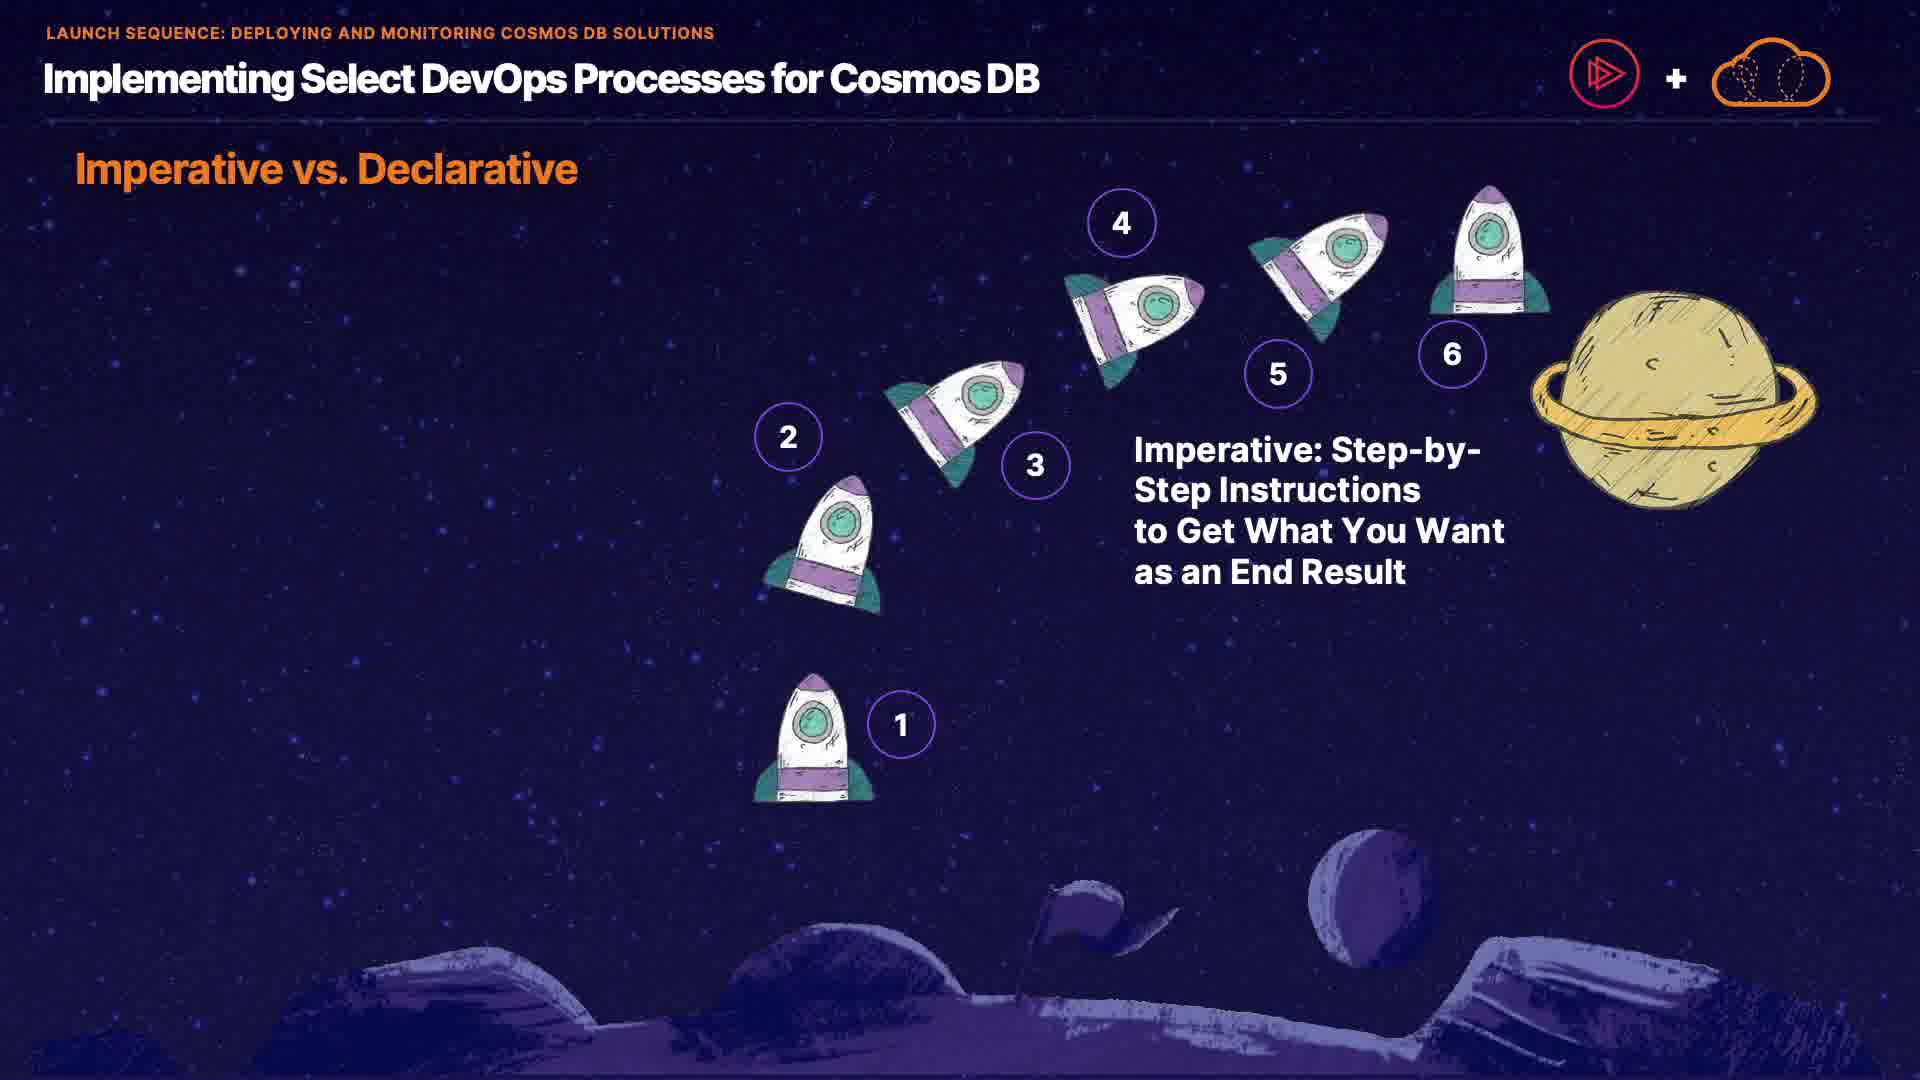 LAUNCH SEQUENCE: DEPLOYING AND MONITORING COSMOS DB SOLUTIONS
Implementing Select DevOps Processes for Cosmos DB
+
Imperative vs. Declarative
4
5
6
2
3
Imperative: Step-by-
Step Instructions
to Get What You Want
as an End Result
1